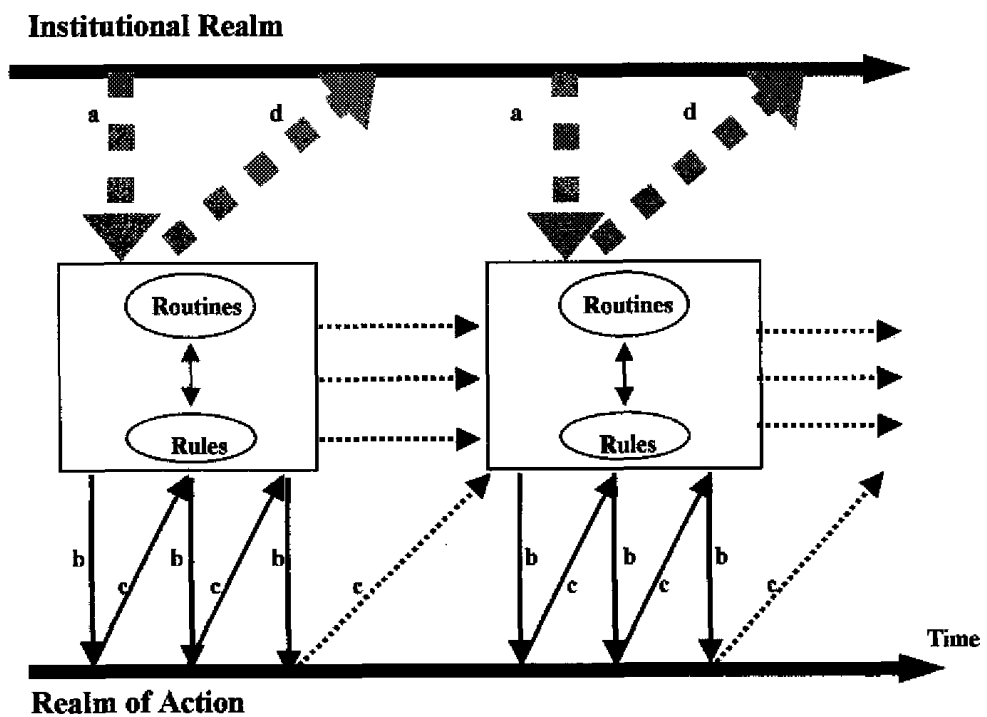 Institutional Realm
a
d
a
d
Routines
Routines
Rules
Rules
b
c
b
c
b
c
b
c
b
c
b
c
Time
Realm of Action